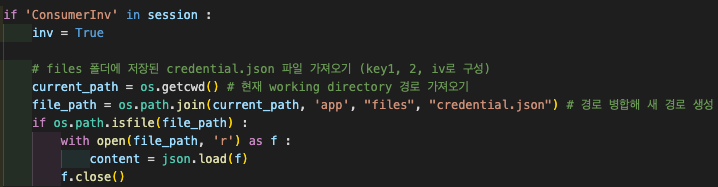 if 'ConsumerInv' in session :
    inv = True

    # files 폴더에 저장된 credential.json 파일 가져오기 (key1, 2, iv로 구성)
    current_path = os.getcwd() # 현재 working directory 경로 가져오기
    file_path = os.path.join(current_path, 'app', "files", "credential.json") # 경로 병합해 새 경로 생성
    if os.path.isfile(file_path) :
        with open(file_path, 'r') as f :
            content = json.load(f)
        f.close()